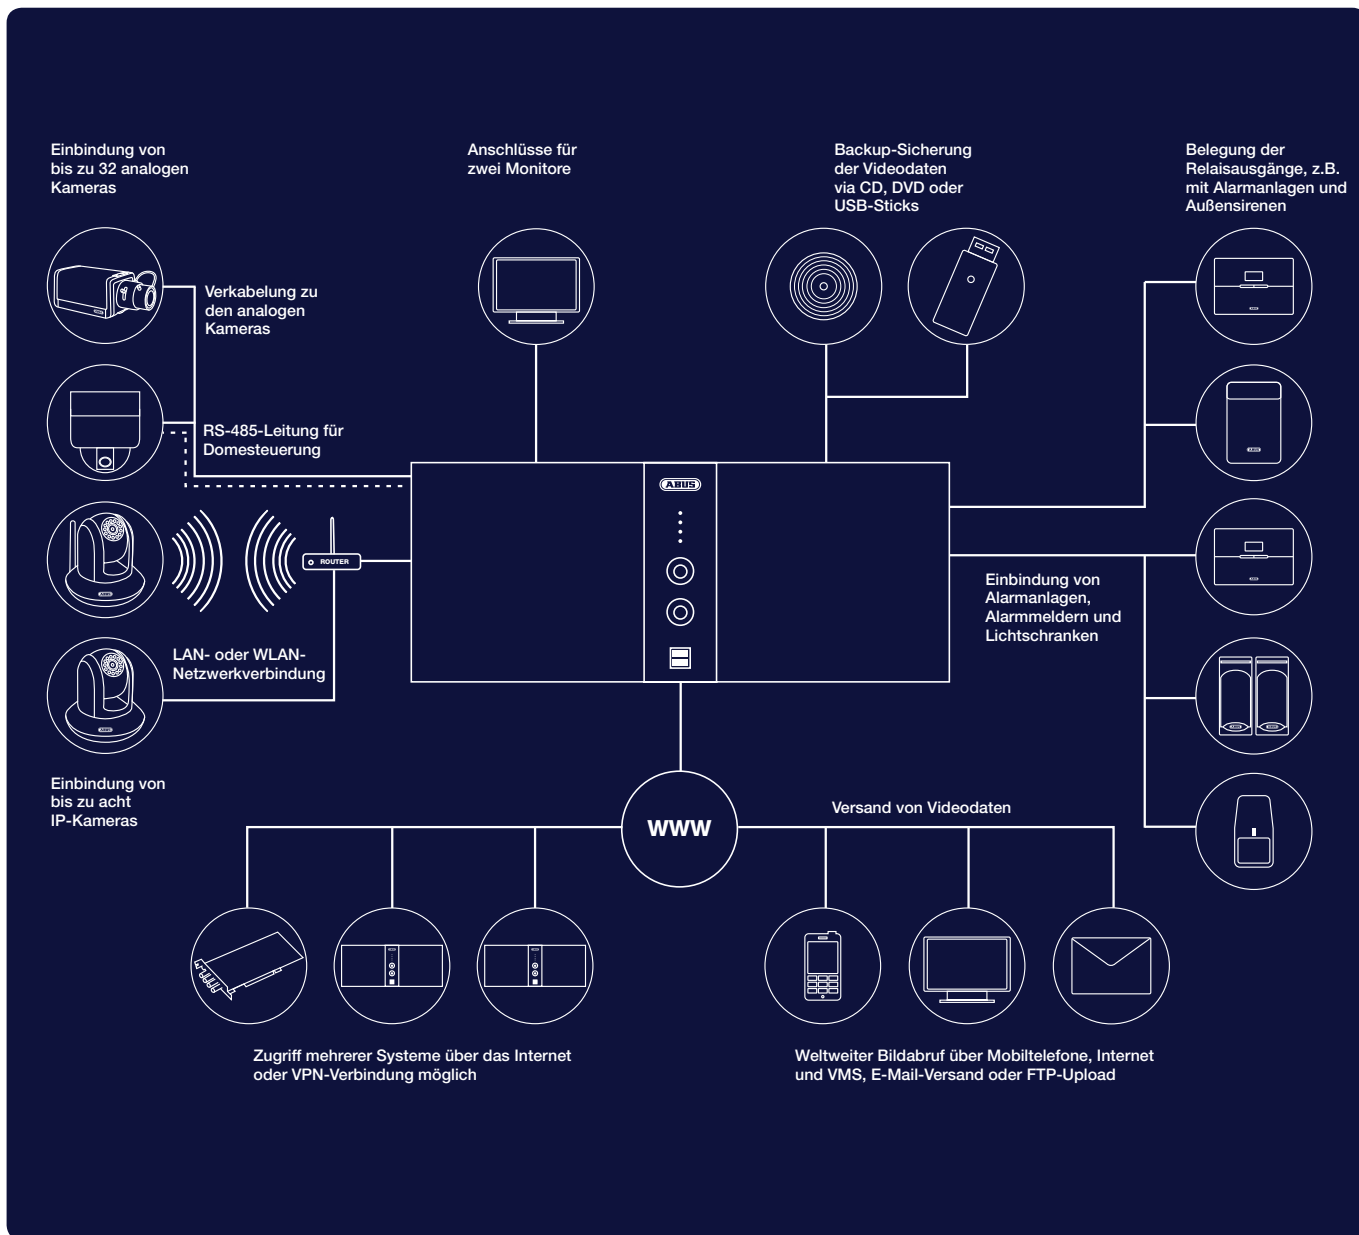 Einbindung von
bis zu 32 analogen
Kameras
Anschlüsse für
zwei Monitore
Backup-Sicherung
der Videodaten
via CD, DVD oder
USB-Sticks
Belegung der
Relaisausgänge, z.B.
mit Alarmanlagen und
Außensirenen
Verkabelung zu
den analogen
Kameras
RS-485-Leitung für
Domesteuerung
ABUS
ROUTER
LAN- oder WLAN-
Netzwerkverbindung
Einbindung von
Alarmanlagen,
Alarmmeldern und
Lichtschranken
Einbindung von
bis zu acht
IP-Kameras
www
Versand von Videodaten
Zugriff mehrerer Systeme über das Internet
oder VPN-Verbindung möglich
Weltweiter Bildabruf über Mobiltelefone, Internet
und VMS, E-Mail-Versand oder FTP-Upload